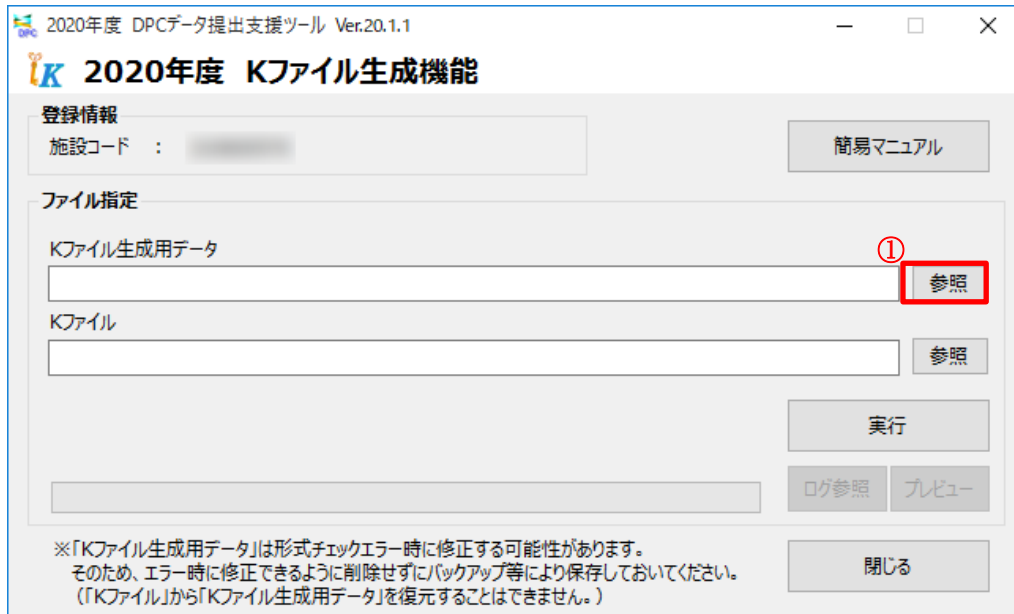 2020年度 DPCデータ提出支援ツール Ver.20.1.1
2020年度 Kファイル生成機能
登録情報
施設コード :
簡易マニュアル
ファイル指定
Kファイル生成用データ
①
参照
Kファイル
参照
実行
ログ参照 プレビュー
※「Kファイル生成用データ」は形式チェックエラー時に修正する可能性があります。
そのため、エラー時に修正できるように削除せずにバックアップ等により保存しておいてください。
（「Kファイル」から「Kファイル生成用データ」を復元することはできません。）
閉じる